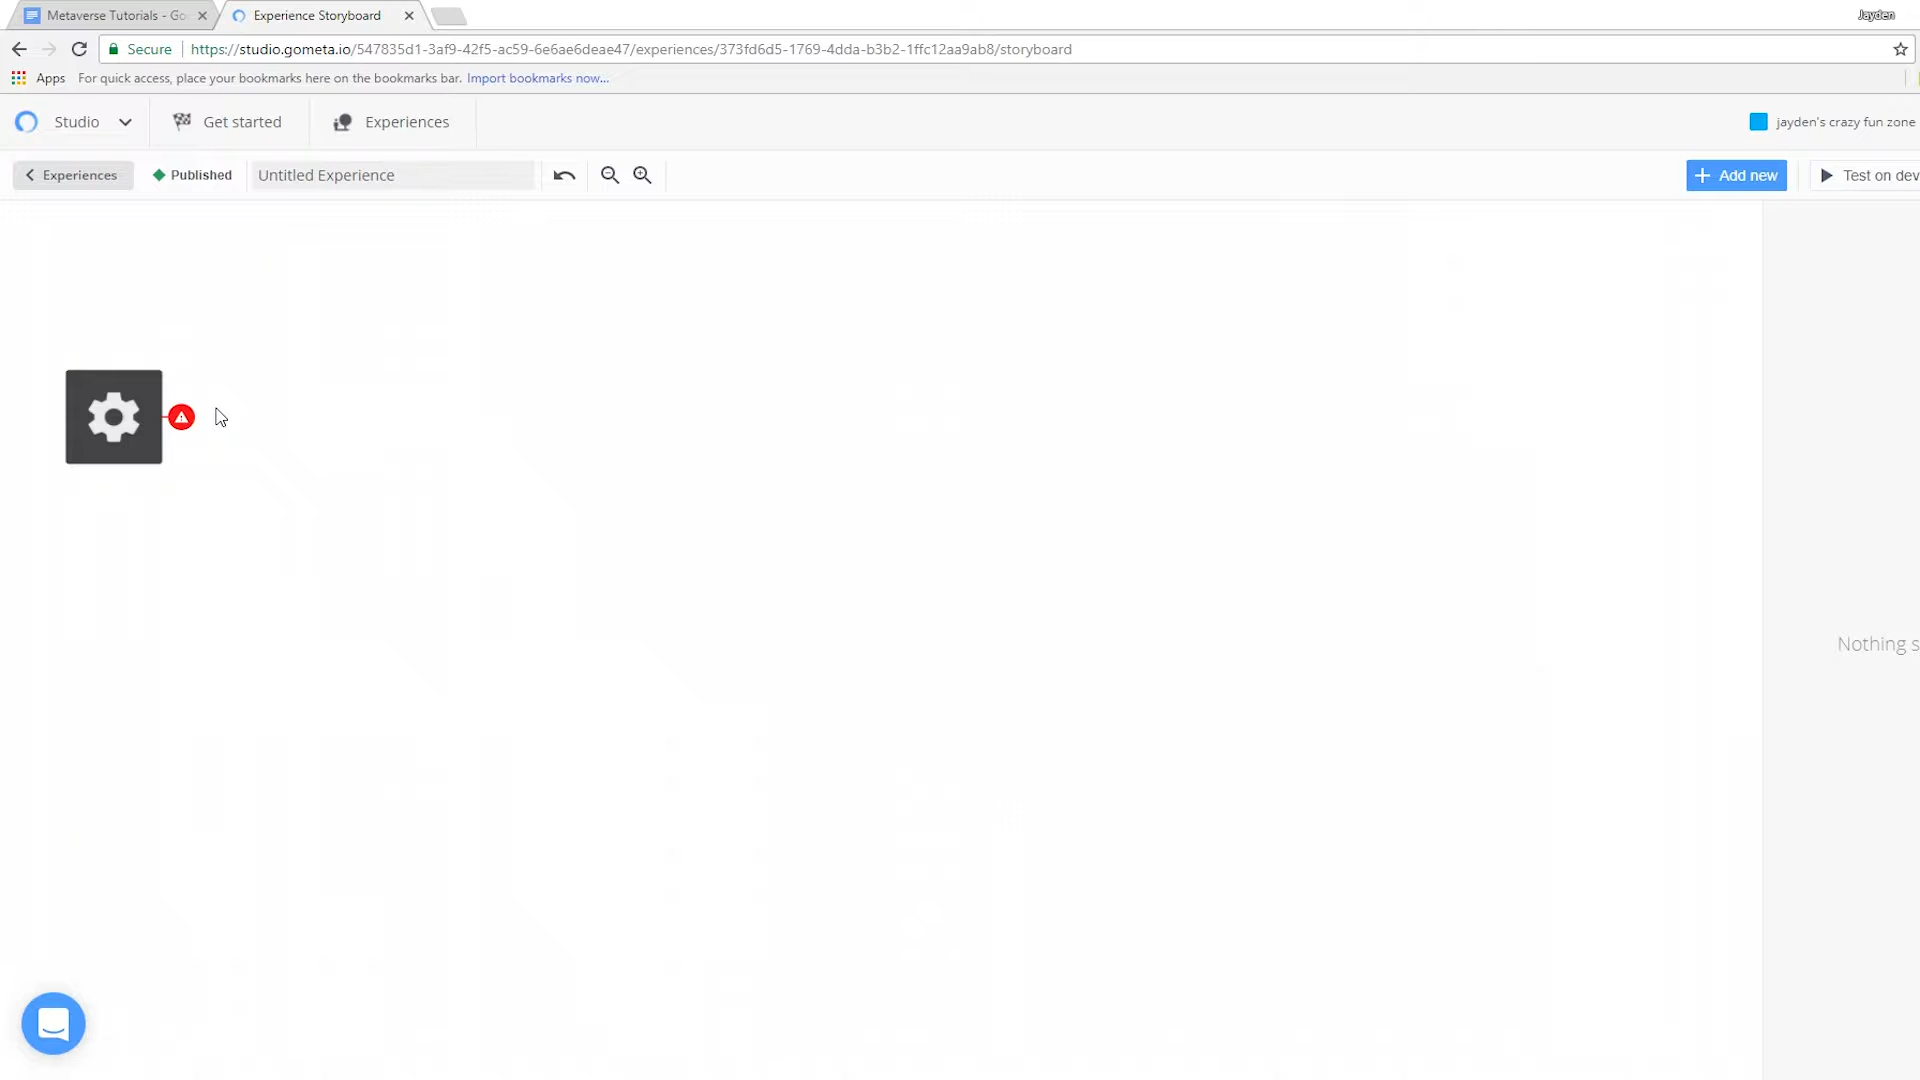 Metaverse Tutorials - Go
Experience Storyboard
Jayden
Secure
https://studio.gometa.io/547835d1-3af9-42f5-ac59-6e6ae6deae47/experiences/373fd6d5-1769-4dda-b3b2-1ffc12aa9ab8/storyboard
Apps For quick access, place your bookmarks here on the bookmarks bar. Import bookmarks now...
Studio
Get started
Experiences
jayden's crazy fun zone
Experiences
Published
Untitled Experience
Add new
Test on dev
Nothing s